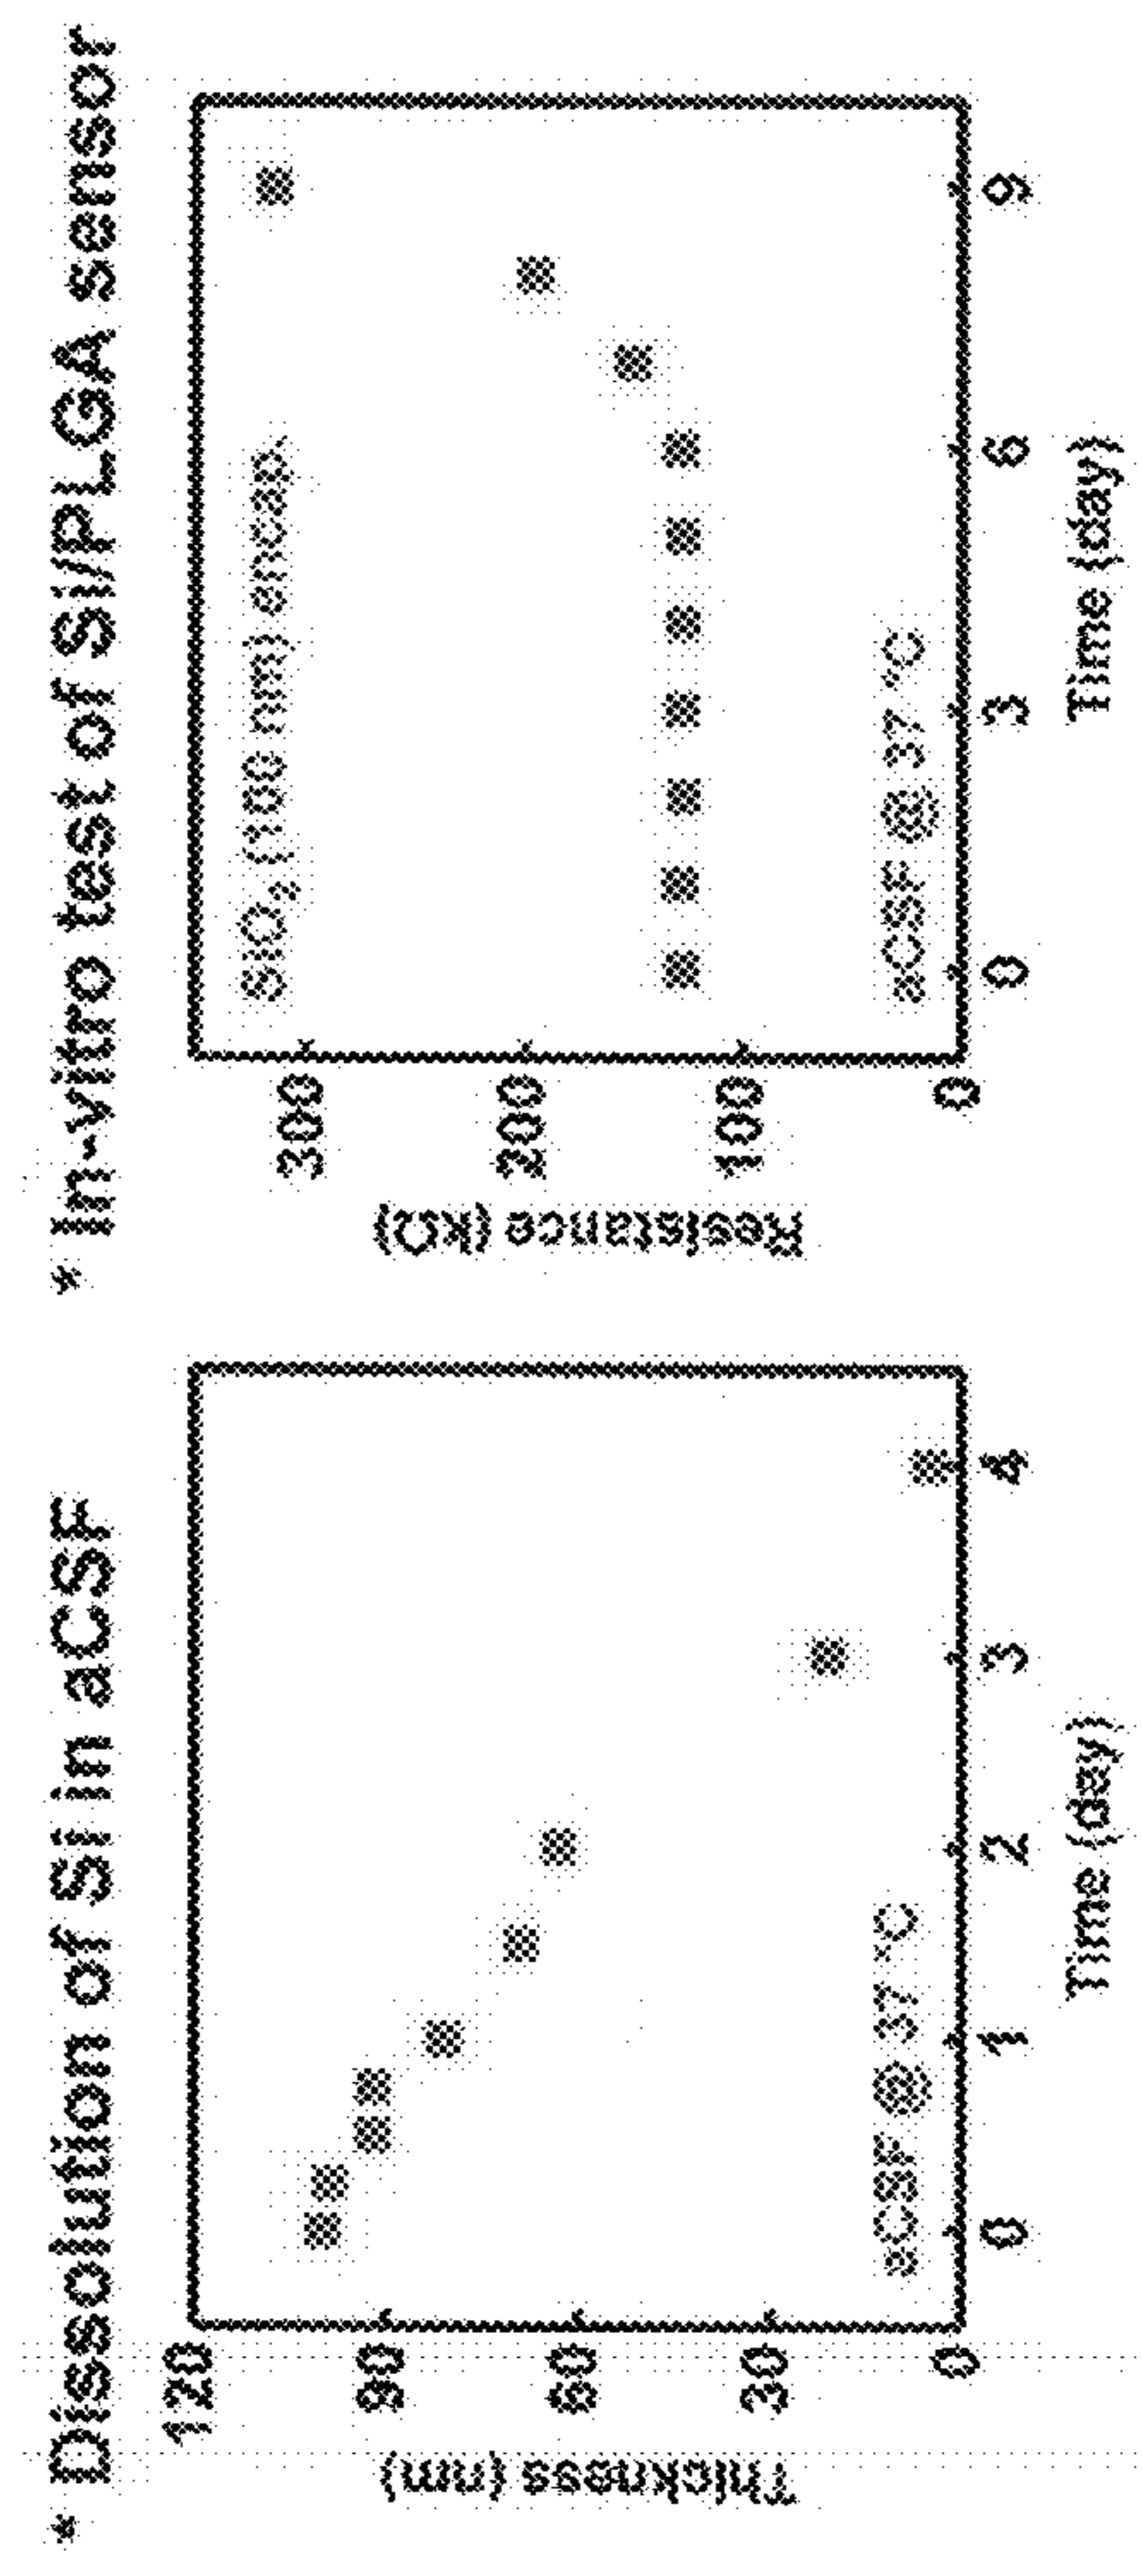 * Dissolution of Si in aCSF
120
90
60
30
0
Thickness (nm)
aCSF @ 37 °C
0 1 2 3 4
Time (day)
* In-vitro test of Si/PLGA sensor
300
200
100
0
Resistance (kΩ)
SiO₂ (100 nm) encap.
aCSF @ 37 °C
0 3 6 9
Time (day)